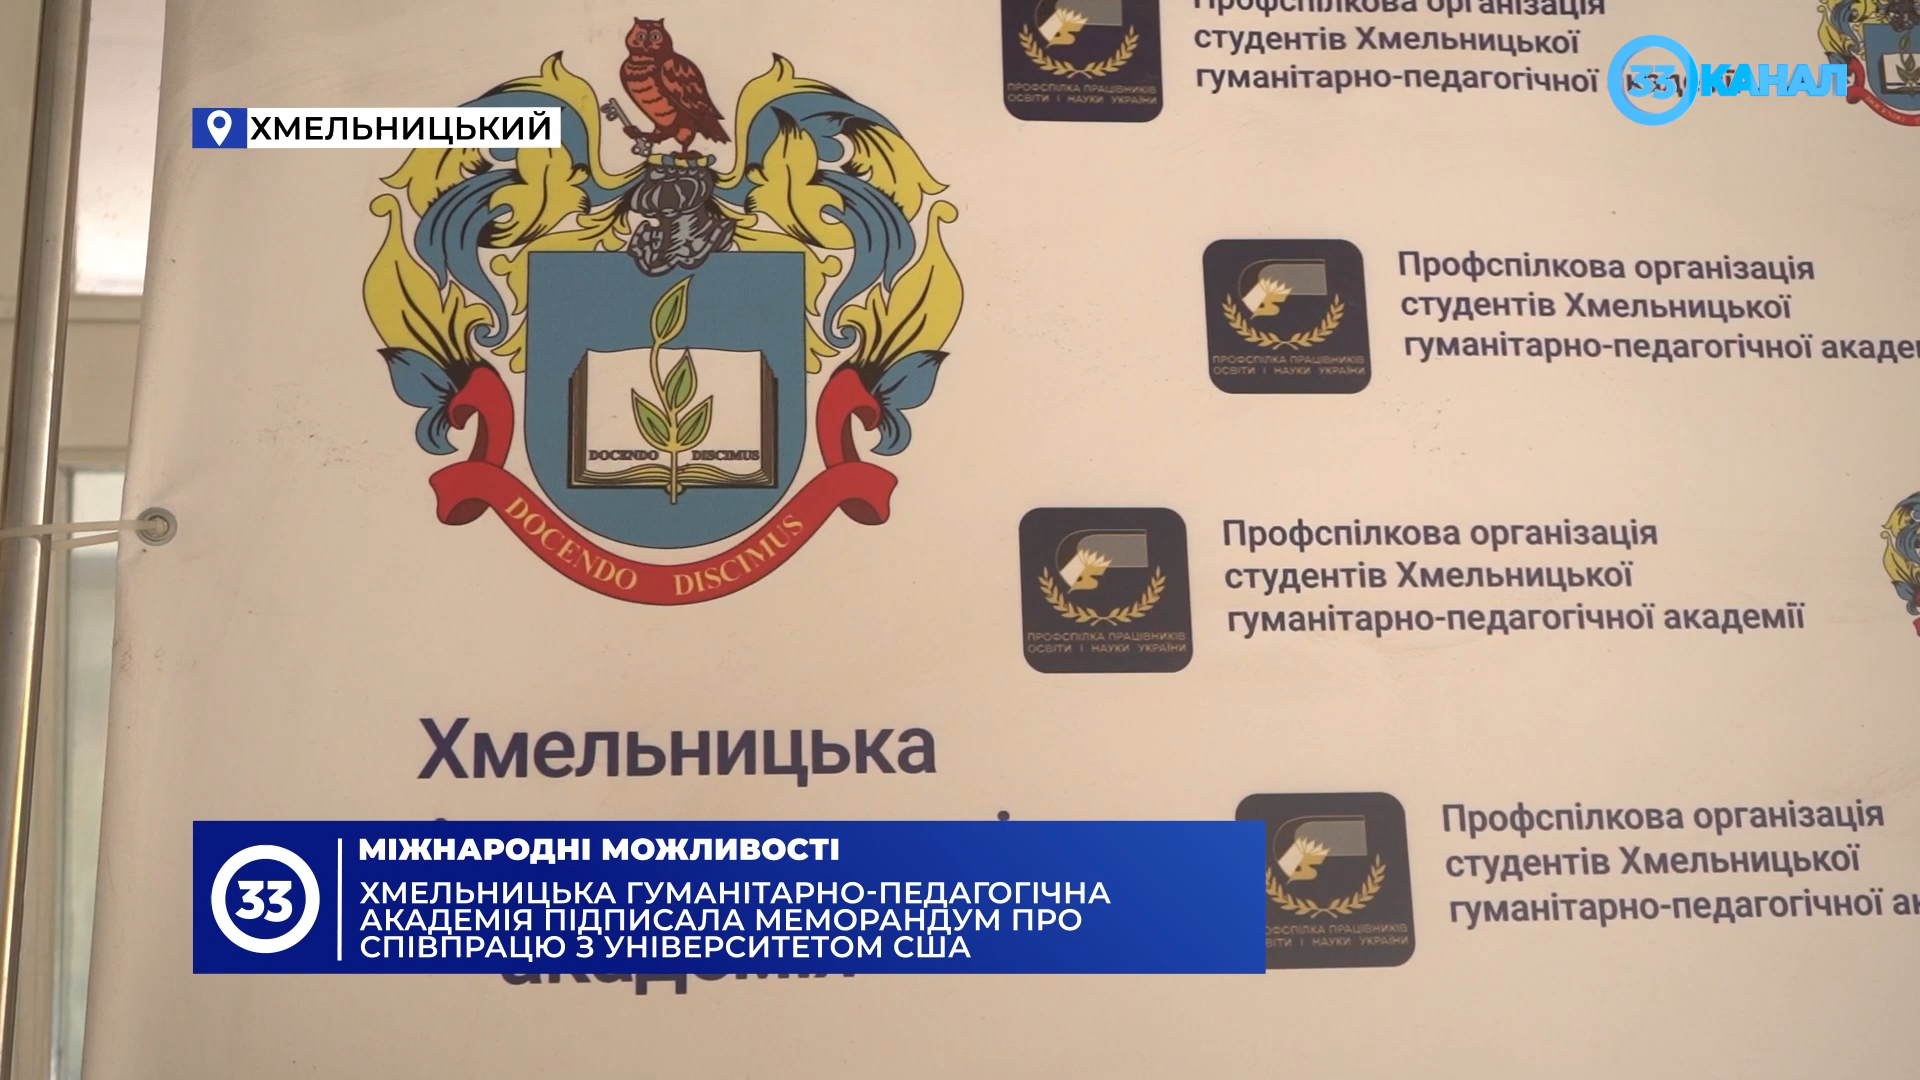 Профспілкова організація
студентів Хмельницької
гуманітарно-педагогічної
ПРОФСПІЛКА ПРАЦІВНИКІВ
ОСВІТИ І НАУКИ УКРАЇНИ
33 КАНАЛ
ХМЕЛЬНИЦЬКИЙ
Профспілкова організація
студентів Хмельницької
гуманітарно-педагогічної акаде
ПРОФСПІЛКА ПРАЦІВНИКІВ
ОСВІТИ І НАУКИ УКРАЇНИ
DOCENDO DISCIMUS
DOCENDO DISCIMUS
Профспілкова організація
студентів Хмельницької
гуманітарно-педагогічної академії
ПРОФСПІЛКА ПРАЦІВНИКІВ
ОСВІТИ І НАУКИ УКРАЇНИ
Хмельницька
Профспілкова організація
студентів Хмельницької
гуманітарно-педагогічної ак
НАУКИ УКРАЇНИ
33
МІЖНАРОДНІ МОЖЛИВОСТІ
ХМЕЛЬНИЦЬКА ГУМАНІТАРНО-ПЕДАГОГІЧНА
АКАДЕМІЯ ПІДПИСАЛА МЕМОРАНДУМ ПРО
СПІВПРАЦЮ З УНІВЕРСИТЕТОМ США